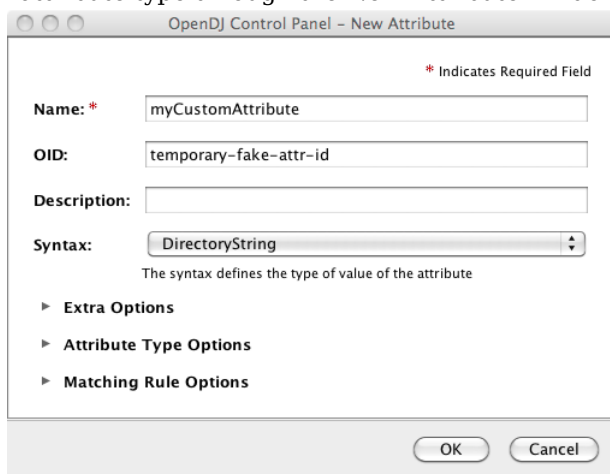 OpenDJ Control Panel – New Attribute
* Indicates Required Field
Name: * myCustomAttribute
OID: temporary-fake-attr-id
Description:
Syntax: DirectoryString
The syntax defines the type of value of the attribute
Extra Options
Attribute Type Options
Matching Rule Options
OK Cancel